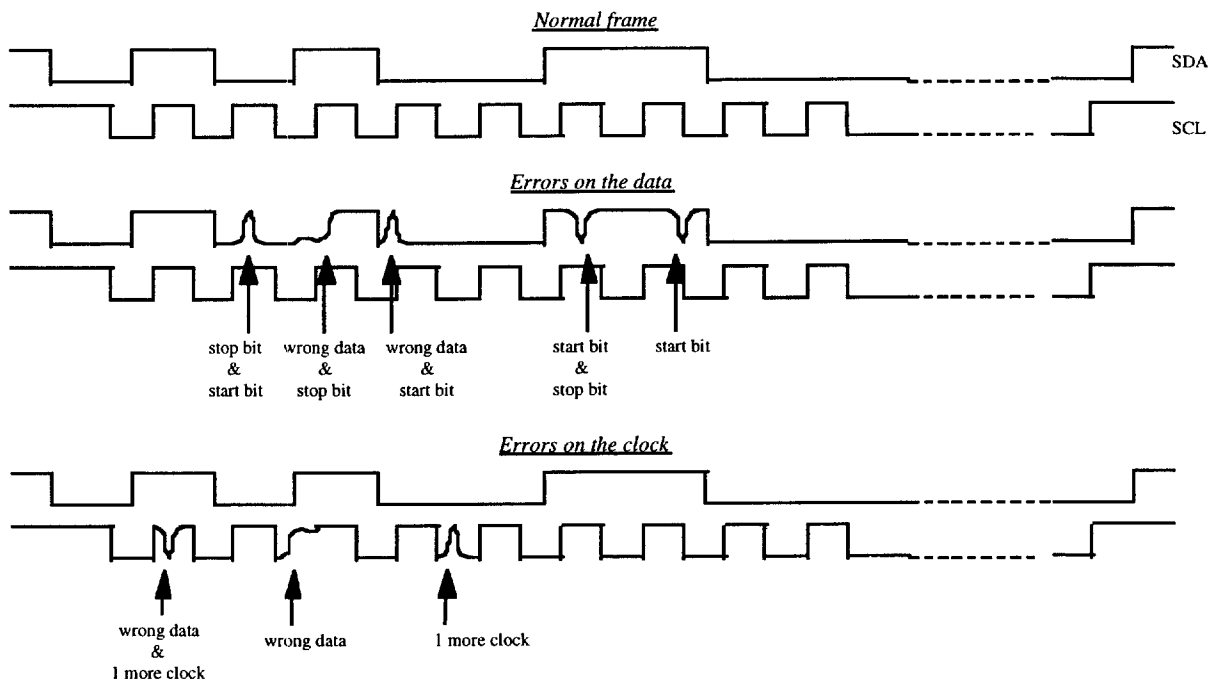 Normal frame
SDA
SCL
Errors on the data
stop bit
&
start bit
wrong data
&
stop bit
wrong data
&
start bit
start bit
&
stop bit
start bit
Errors on the clock
wrong data
&
1 more clock
wrong data
1 more clock